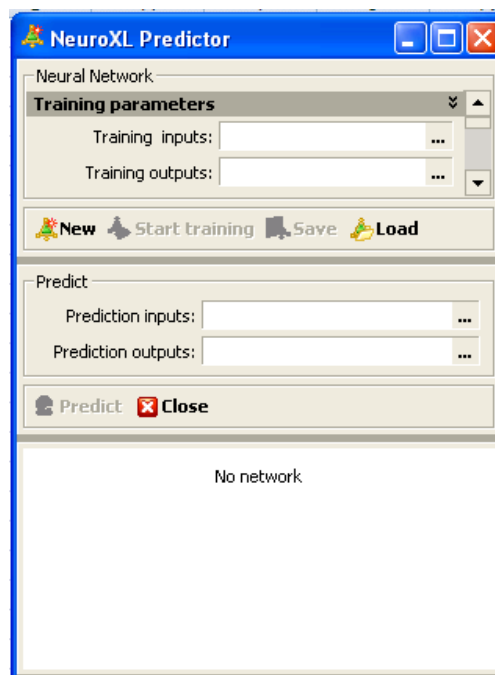 NeuroXL Predictor
Neural Network
Training parameters
Training inputs: ...
Training outputs: ...
New Start training Save Load
Predict
Prediction inputs: ...
Prediction outputs: ...
Predict Close
No network